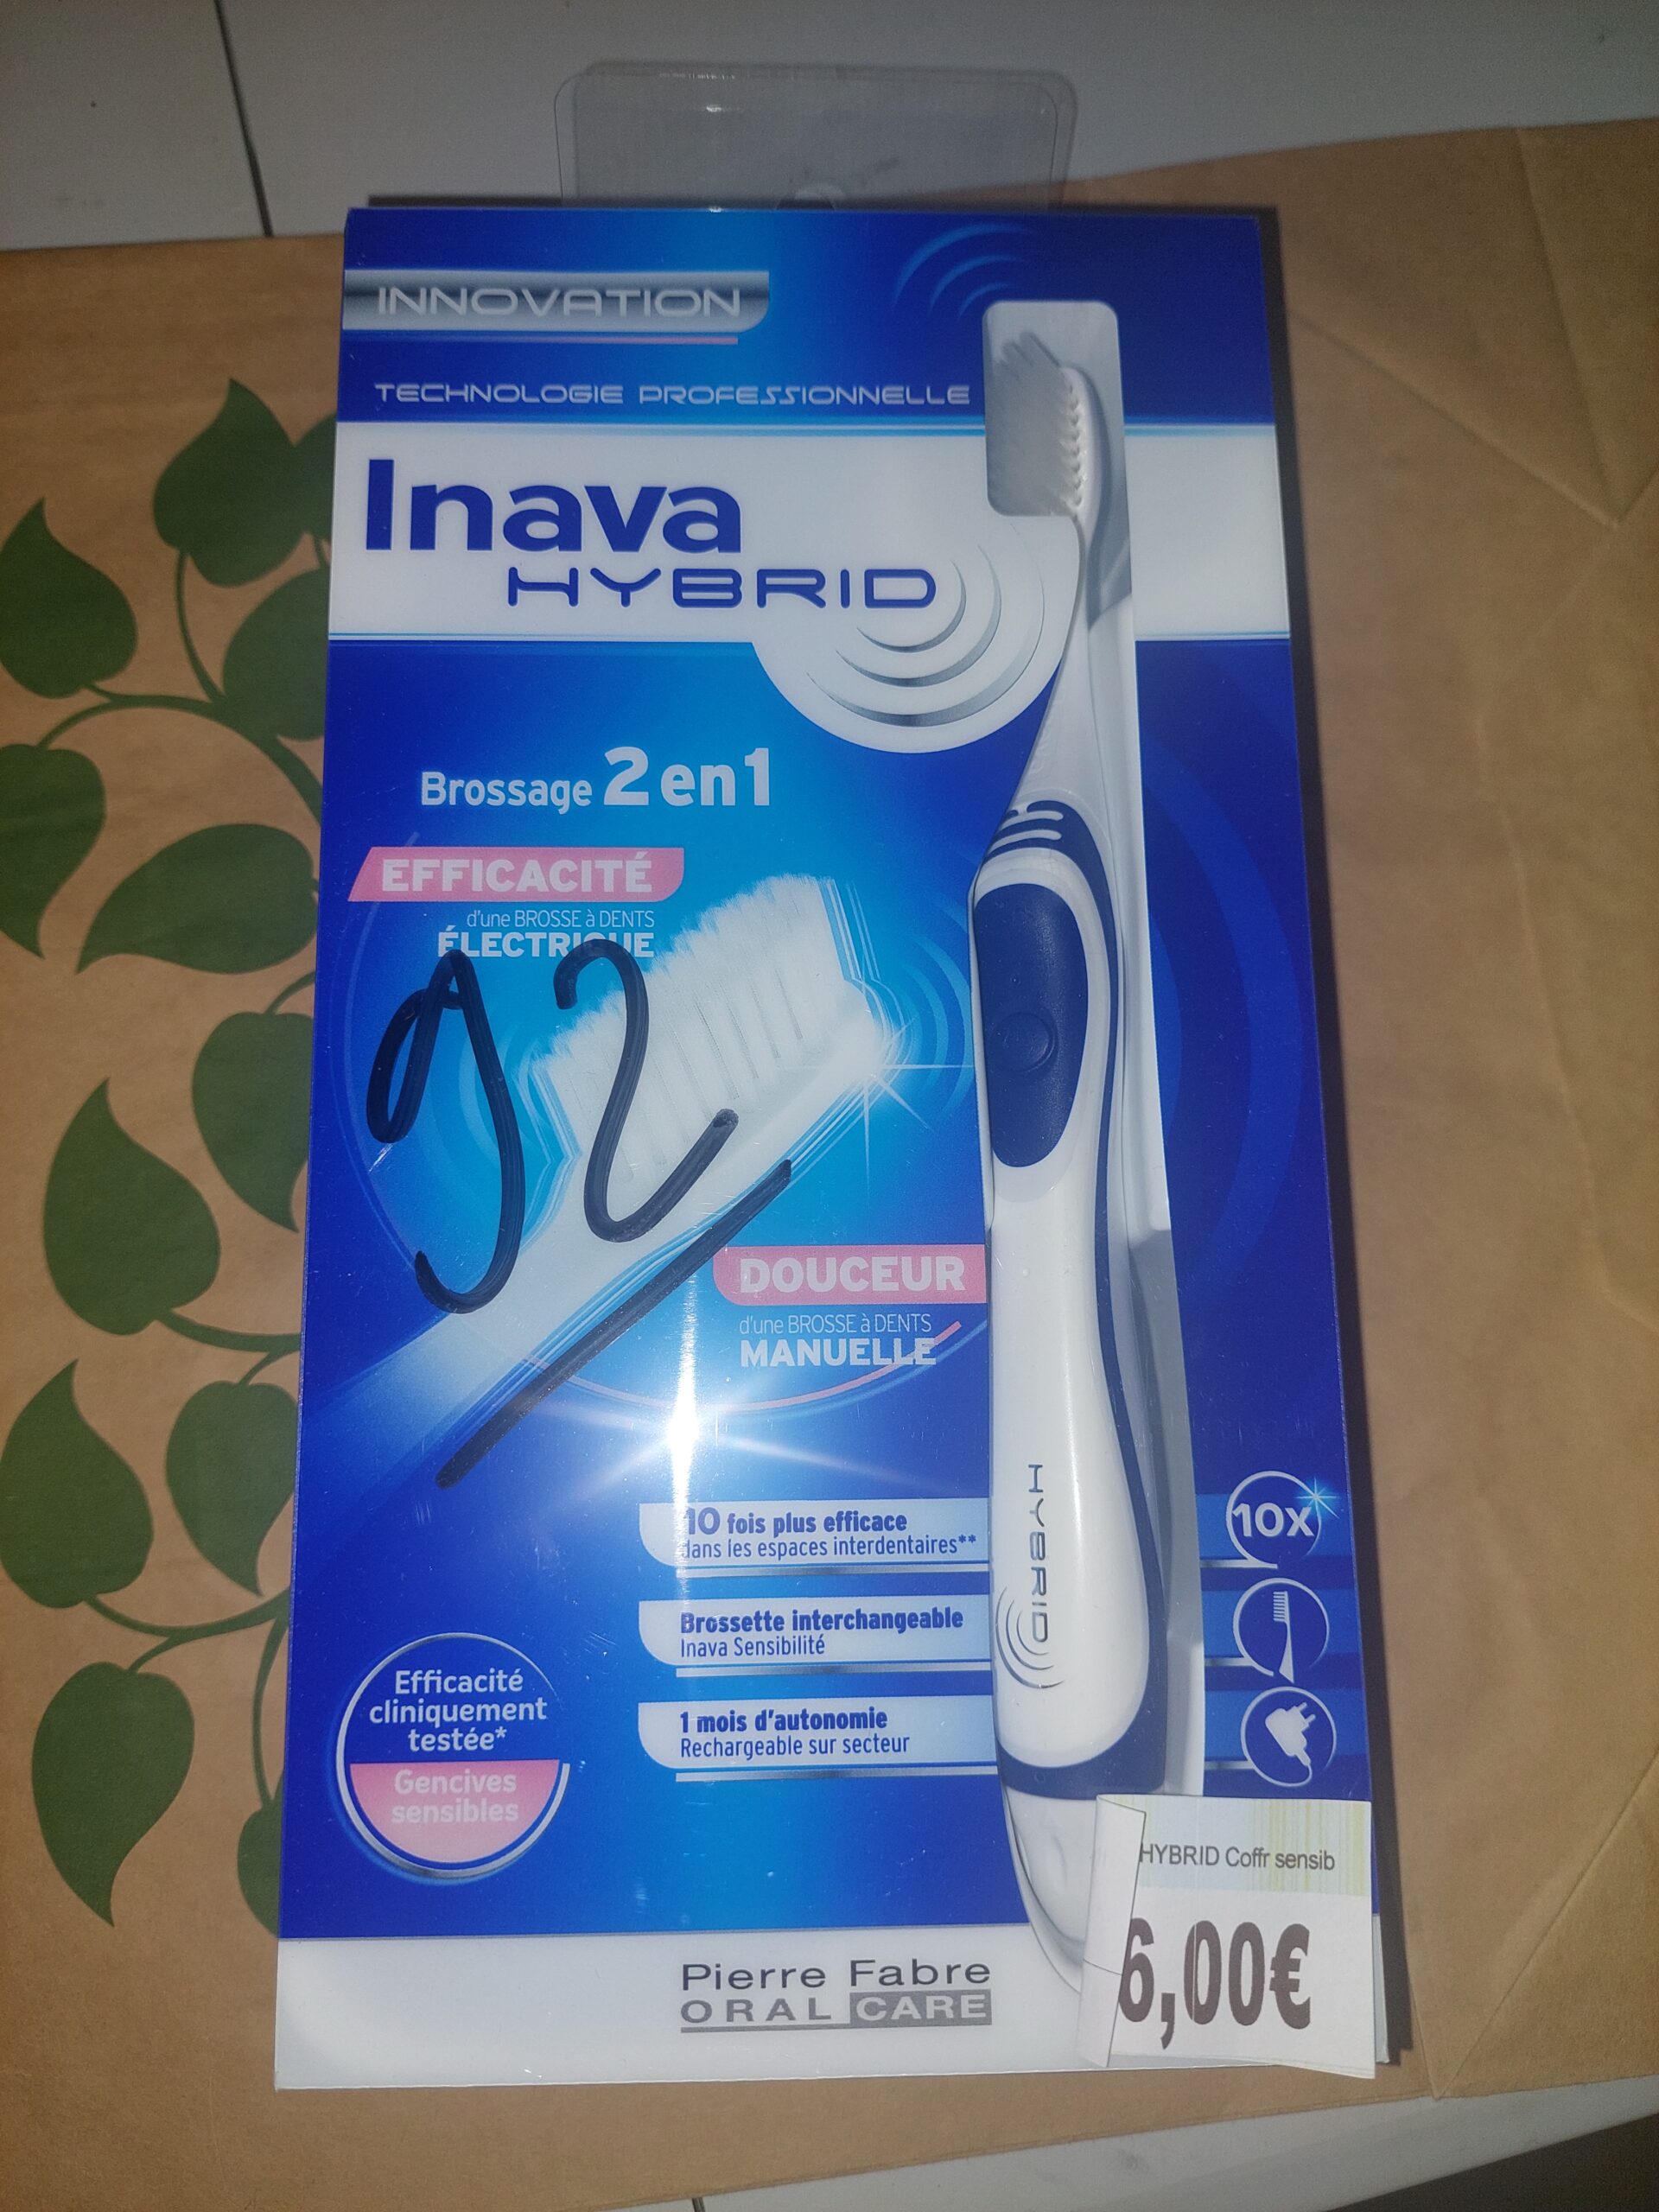 INNOVATION
TECHNOLOGIE PROFESSIONNELLE
Inava
HYBRID
Brossage 2 en 1
EFFICACITÉ
d'une BROSSE à DENTS
ÉLECTRIQUE
92
DOUCEUR
d'une BROSSE à DENTS
MANUELLE
HYBRID
10 fois plus efficace
dans les espaces interdentaires**
10x
Brossette interchangeable
Inava Sensibilité
1 mois d'autonomie
Rechargeable sur secteur
Efficacité
cliniquement
testée*
Gencives
sensibles
HYBRID Coffr sensib
6,00€
Pierre Fabre
ORAL CARE